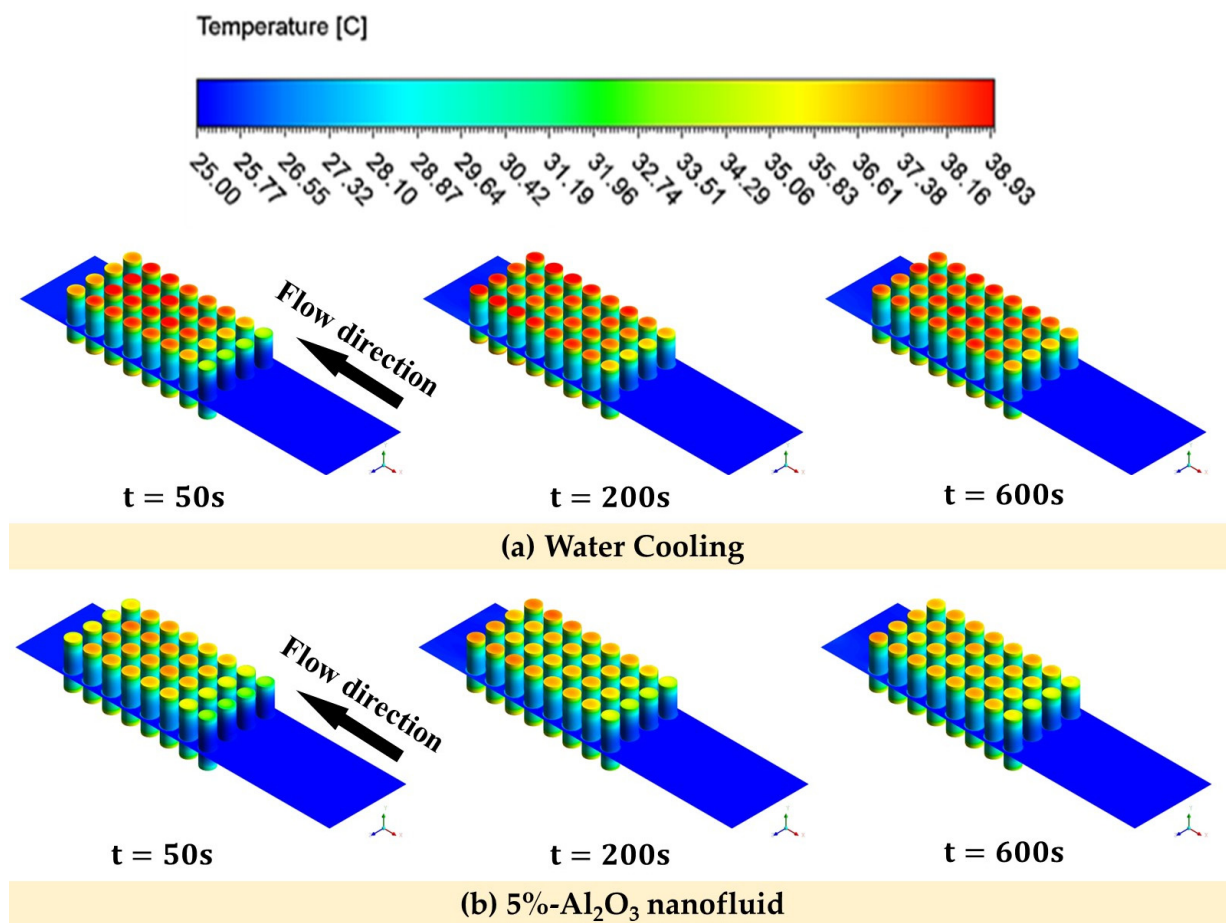 Temperature [C]
25.00 25.77 26.55 27.32 28.10 28.87 29.64 30.42 31.19 31.96 32.74 33.51 34.29 35.06 35.83 36.61 37.38 38.16 38.93
Flow direction
t = 50s t = 200s t = 600s
(a) Water Cooling
Flow direction
t = 50s t = 200s t = 600s
(b) 5%-Al₂O₃ nanofluid